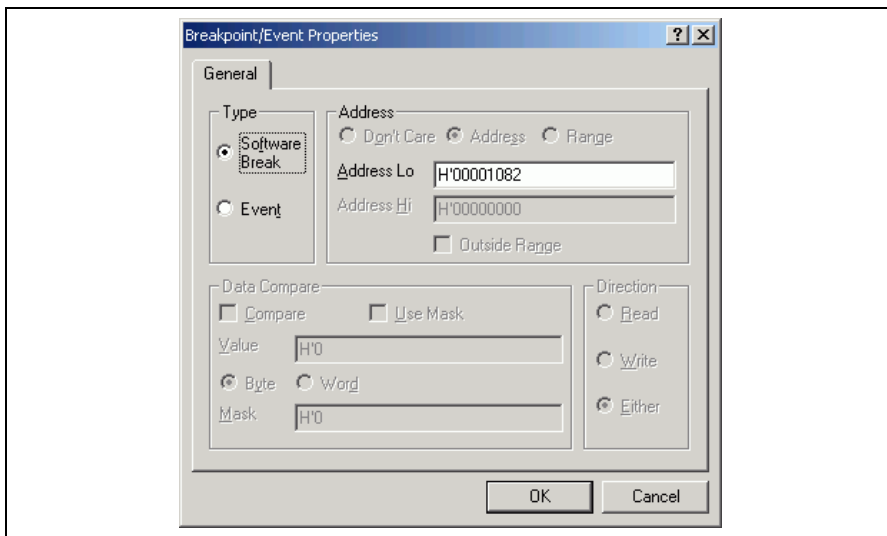 Breakpoint/Event Properties
General
Type
Software
Break
Event
Address
Don't Care Address Range
Address Lo H'00001082
Address Hi H'00000000
Outside Range
Data Compare
Compare Use Mask
Value H'0
Byte Word
Mask H'0
Direction
Read
Write
Either
OK Cancel